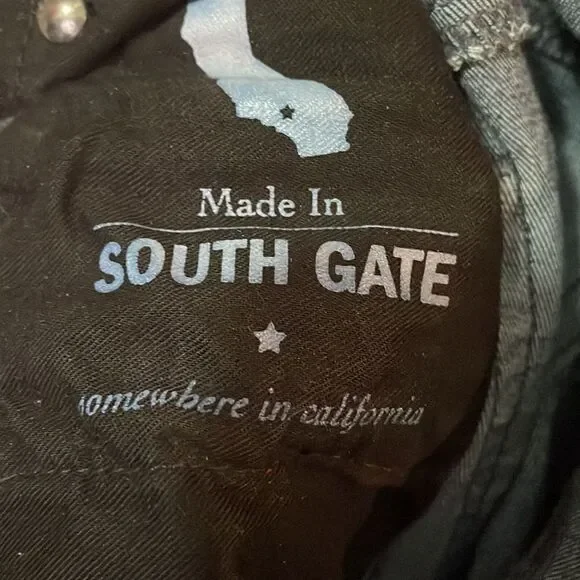 Made In
SOUTH GATE
somewhere in california